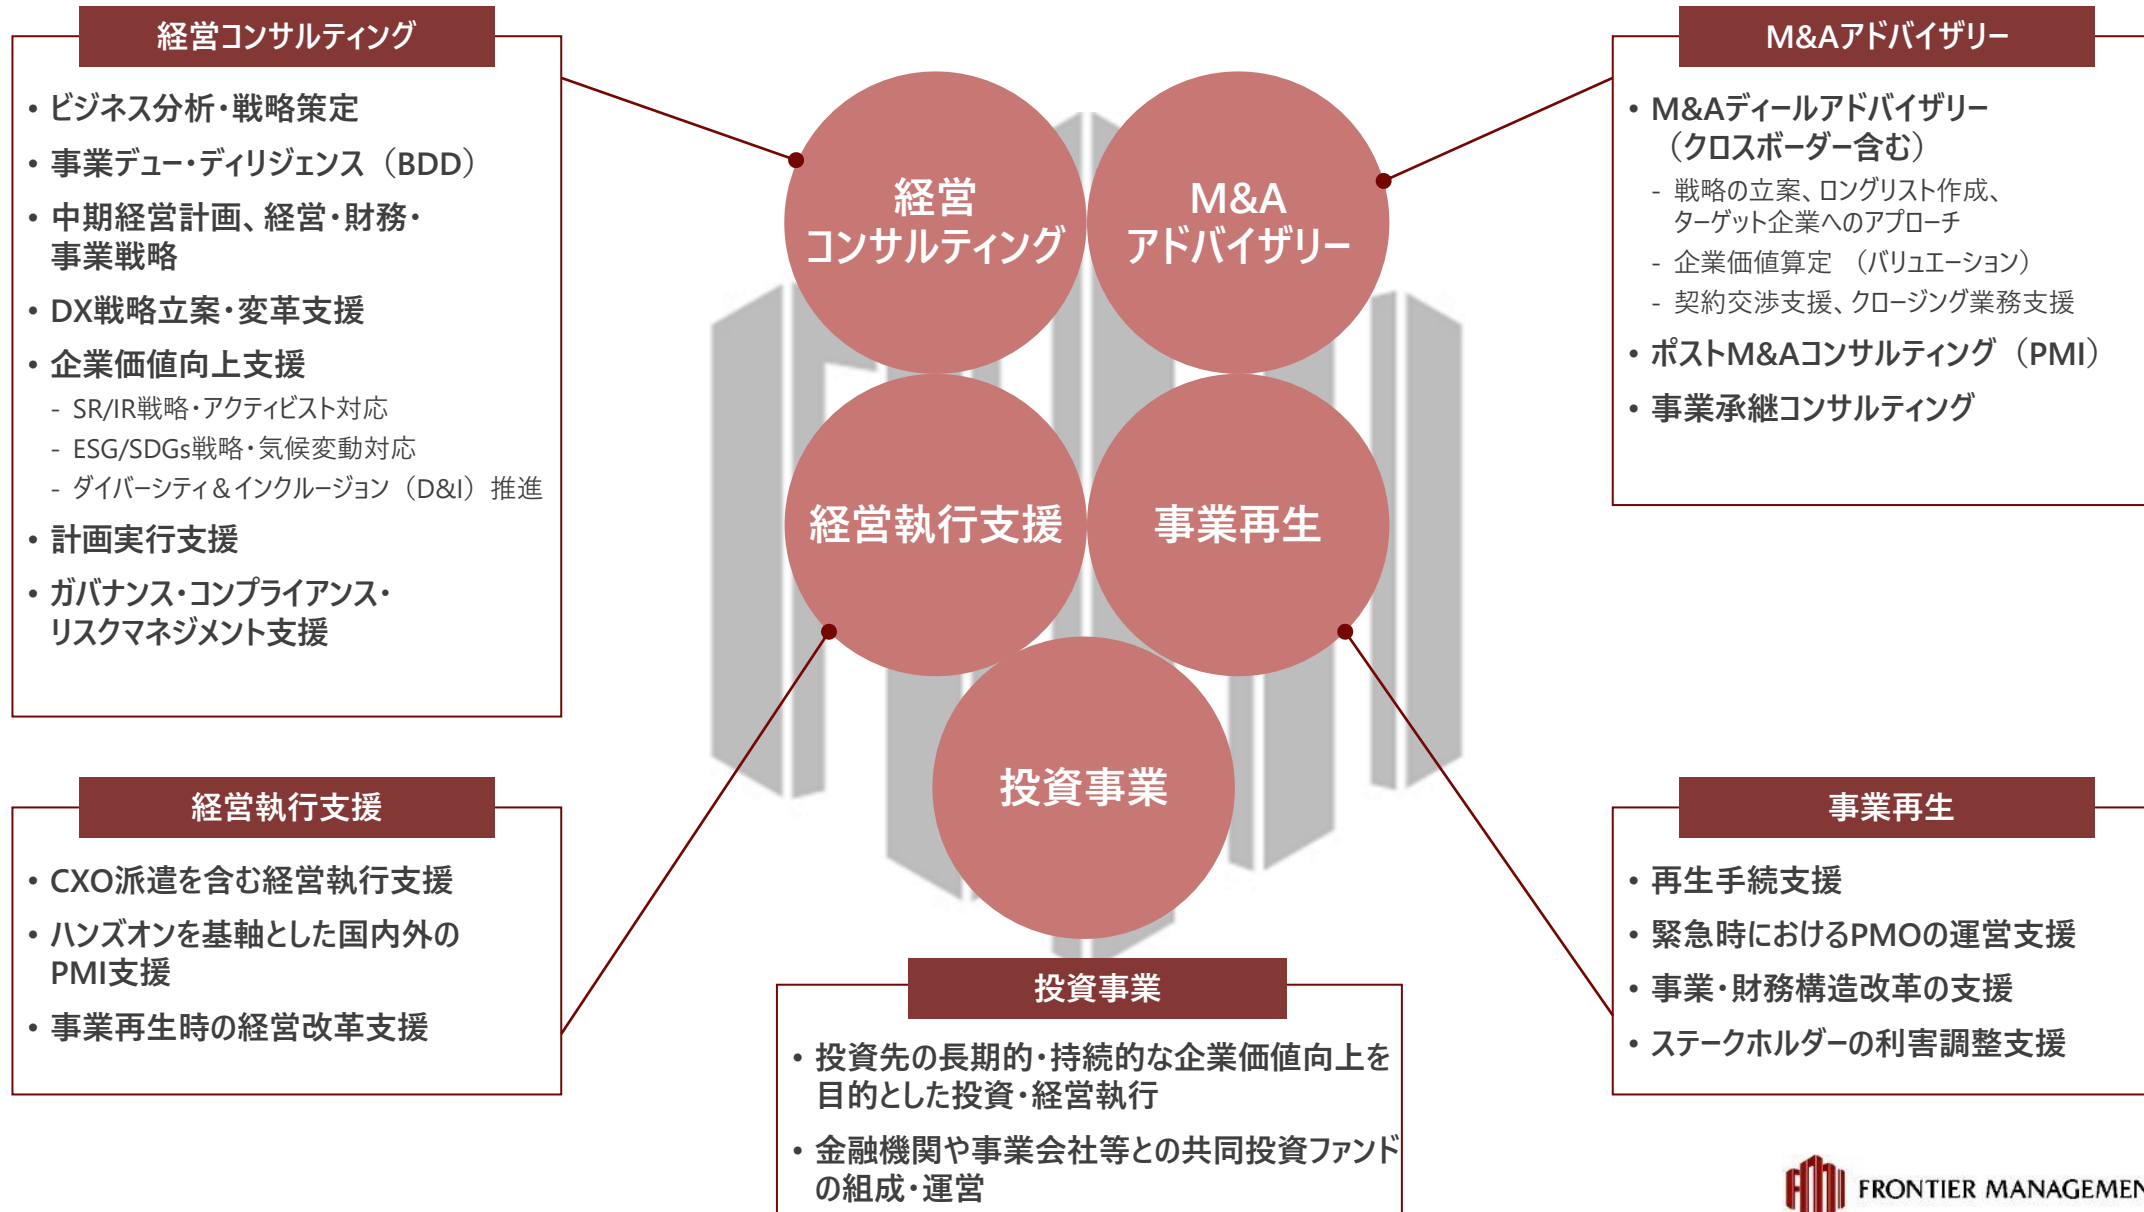 経営コンサルティング
• ビジネス分析・戦略策定
• 事業デュー・ディリジェンス（BDD）
• 中期経営計画、経営・財務・
事業戦略
• DX戦略立案・変革支援
• 企業価値向上支援
- SR/IR戦略・アクティビスト対応
- ESG/SDGs戦略・気候変動対応
- ダイバーシティ＆インクルージョン（D&I）推進
• 計画実行支援
• ガバナンス・コンプライアンス・
リスクマネジメント支援
M&Aアドバイザリー
• M&Aディールアドバイザリー
（クロスボーダー含む）
- 戦略の立案、ロングリスト作成、
ターゲット企業へのアプローチ
- 企業価値算定 （バリュエーション）
- 契約交渉支援、クロージング業務支援
• ポストM&Aコンサルティング（PMI）
• 事業承継コンサルティング
経営
コンサルティング
M&A
アドバイザリー
経営執行支援
事業再生
投資事業
経営執行支援
• CXO派遣を含む経営執行支援
• ハンズオンを基軸とした国内外の
PMI支援
• 事業再生時の経営改革支援
投資事業
• 投資先の長期的・持続的な企業価値向上を
目的とした投資・経営執行
• 金融機関や事業会社等との共同投資ファンド
の組成・運営
事業再生
• 再生手続支援
• 緊急時におけるPMOの運営支援
• 事業・財務構造改革の支援
• ステークホルダーの利害調整支援
FRONTIER MANAGEMEN